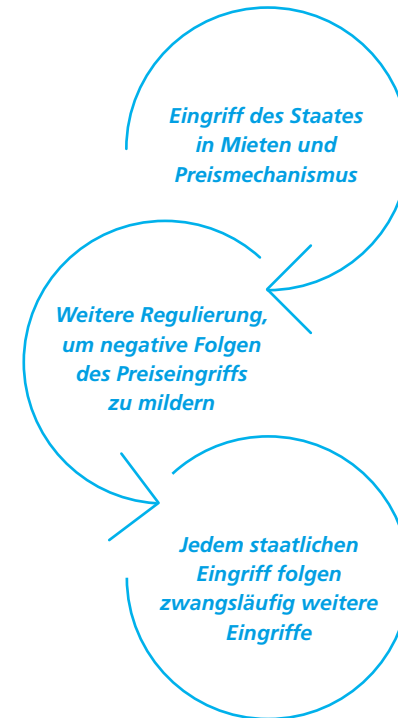 Eingriff des Staates
in Mieten und
Preismechanismus
Weitere Regulierung,
um negative Folgen
des Preiseingriffs
zu mildern
Jedem staatlichen
Eingriff folgen
zwangsläufig weitere
Eingriffe